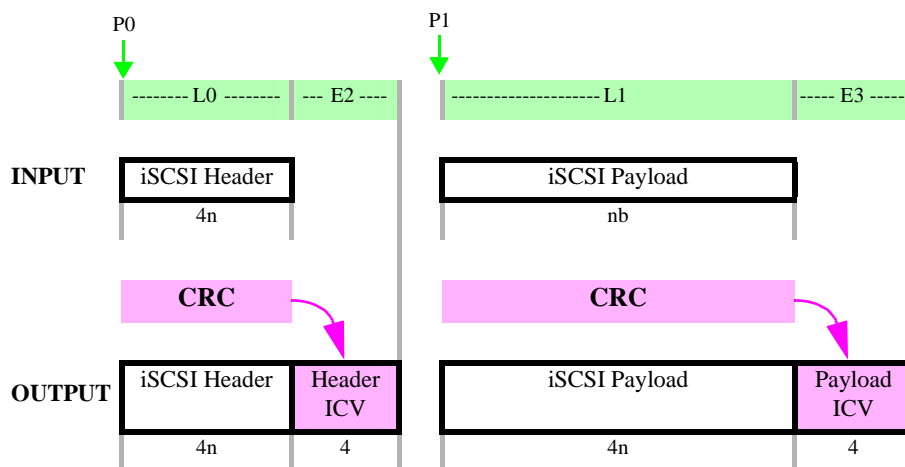 P0 P1
-------- L0 -------- --- E2 ---- --------------------- L1 -------------------- ----- E3 -----
INPUT iSCSI Header iSCSI Payload
4n nb
CRC CRC
OUTPUT iSCSI Header Header ICV iSCSI Payload Payload ICV
4n 4 4n 4